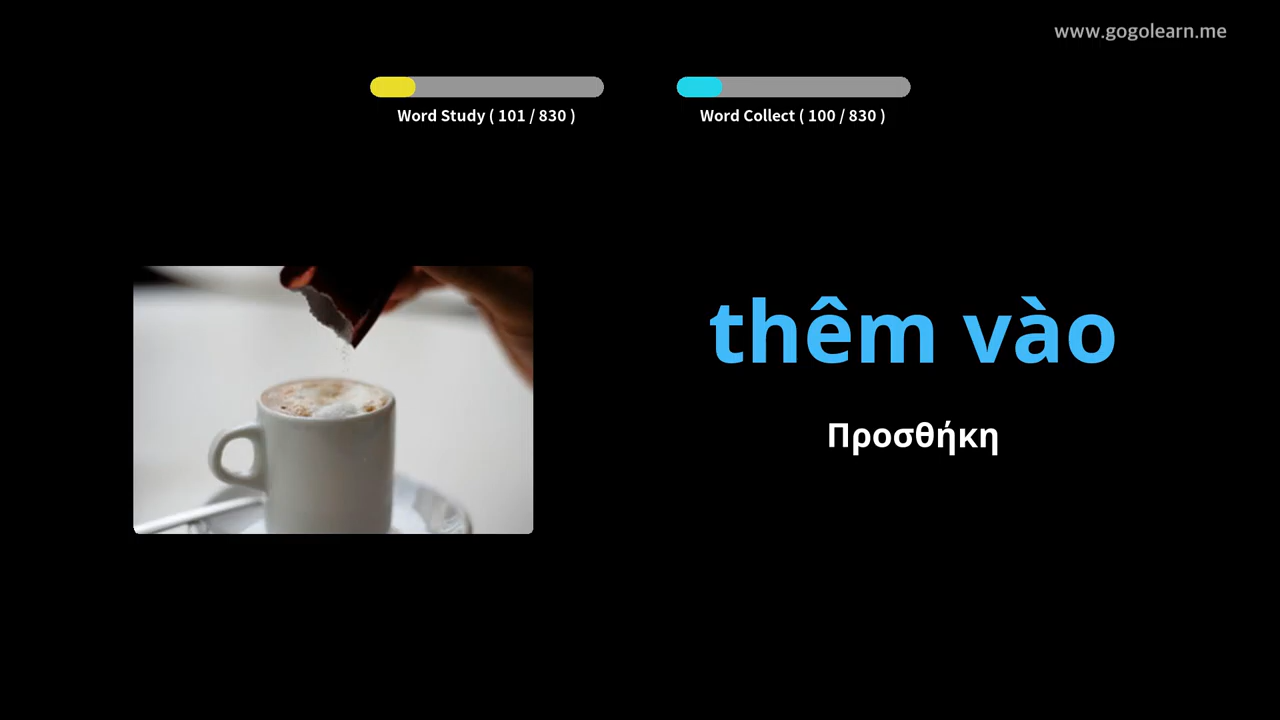 www.gogolearn.me
Word Study ( 101 / 830 )
Word Collect ( 100 / 830 )
thêm vào
Προσθήκη